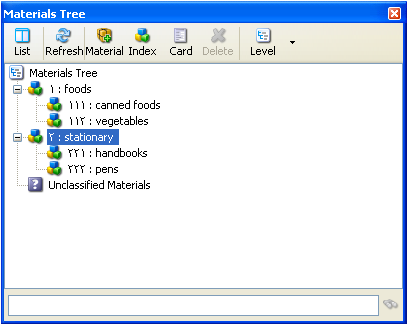 Materials Tree
List Refresh Material Index Card Delete Level
Materials Tree
١ : foods
١١١ : canned foods
١١٢ : vegetables
٢ : stationary
٢٢١ : handbooks
٢٢٢ : pens
Unclassified Materials